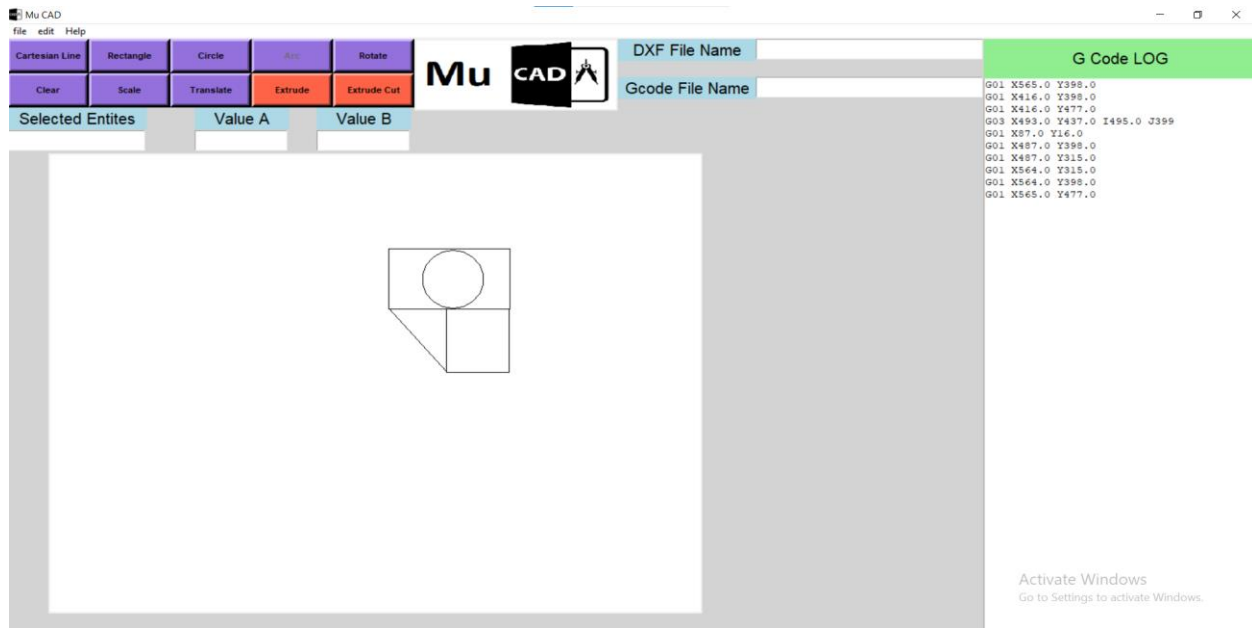 Mu CAD
file edit Help
Cartesian Line Rectangle Circle Arc Rotate
Clear Scale Translate Extrude Extrude Cut
Mu CAD
DXF File Name
Gcode File Name
G Code LOG
Selected Entites Value A Value B
G01 X565.0 Y398.0
G01 X416.0 Y398.0
G01 X416.0 Y477.0
G03 X493.0 Y437.0 I495.0 J399
G01 X87.0 Y16.0
G01 X487.0 Y398.0
G01 X487.0 Y315.0
G01 X564.0 Y315.0
G01 X564.0 Y398.0
G01 X565.0 Y477.0
Activate Windows
Go to Settings to activate Windows.